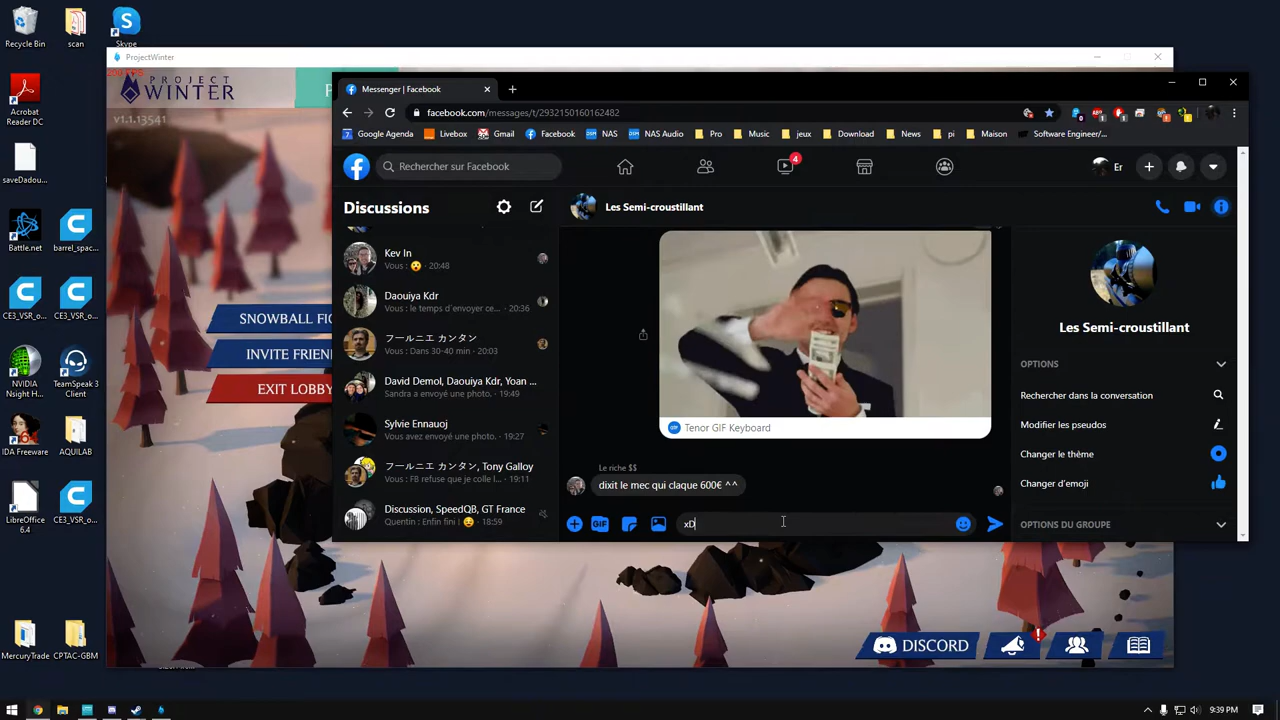 Recycle Bin
scan
Skype
Acrobat
Reader DC
saveDadou...
Battle.net
barrel_spac...
CE3_VSR_o...
CE3_VSR_o...
NVIDIA
Nsight H...
TeamSpeak 3
Client
IDA Freeware
AQUILAB
LibreOffice
6.4
CE3_VSR_o...
MercuryTrade
CPTAC-GBM
ProjectWinter
PROJECT
WINTER
P
v1.1.13541
SNOWBALL FIG
INVITE FRIEN
EXIT LOBBY
DISCORD
!
Messenger | Facebook
facebook.com/messages/t/2932150160162482
Google Agenda
Livebox
Gmail
Facebook
NAS
NAS Audio
Pro
Music
jeux
Download
News
pi
Maison
Software Engineer/...
Rechercher sur Facebook
4
Er
Discussions
Kev In
Vous : 😮 · 20:48
Daouïya Kdr
Vous : le temps d'envoyer ce... · 20:36
フールニエ カンタン
Vous : Dans 30-40 min · 20:03
David Demol, Daouïya Kdr, Yoan ...
Sandra a envoyé une photo. · 19:49
Sylvie Ennauoj
Vous avez envoyé une photo. · 19:27
フールニエ カンタン, Tony Galloy
Vous : FB refuse que je colle l... · 19:11
Discussion, SpeedQB, GT France
Quentin : Enfin fini ! 😉 · 18:59
Les Semi-croustillant
GIF
Tenor GIF Keyboard
Le riche $$
dixit le mec qui claque 600€ ^^
GIF
xD
Les Semi-croustillant
OPTIONS
Rechercher dans la conversation
Modifier les pseudos
Changer le thème
Changer d'emoji
OPTIONS DU GROUPE
9:39 PM